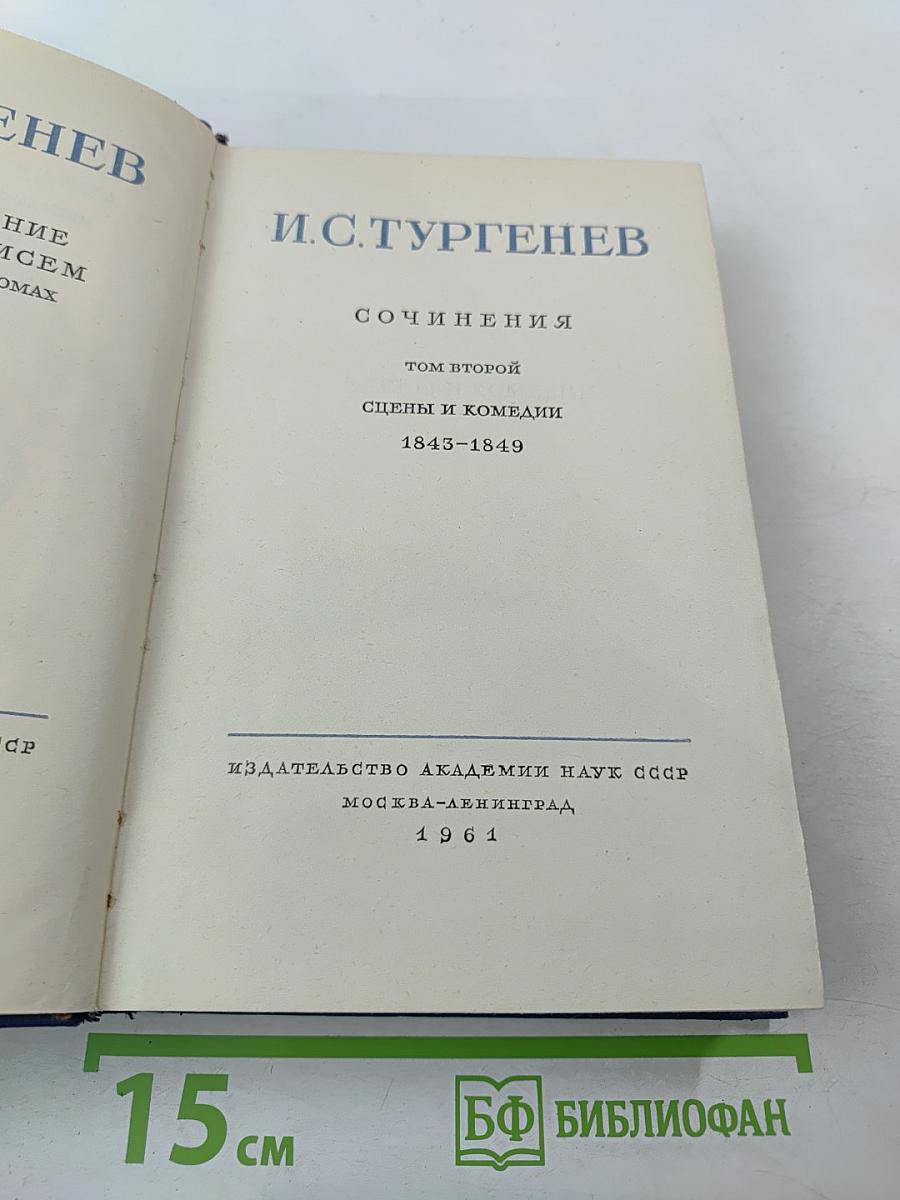 ЕНЕВ
НИЕ
ИСЕМ
ОМАХ
ССР
И.С.ТУРГЕНЕВ
СОЧИНЕНИЯ
ТОМ ВТОРОЙ
СЦЕНЫ И КОМЕДИИ
1843–1849
ИЗДАТЕЛЬСТВО АКАДЕМИИ НАУК СССР
МОСКВА–ЛЕНИНГРАД
1961
15 см
БФ БИБЛИОФАН